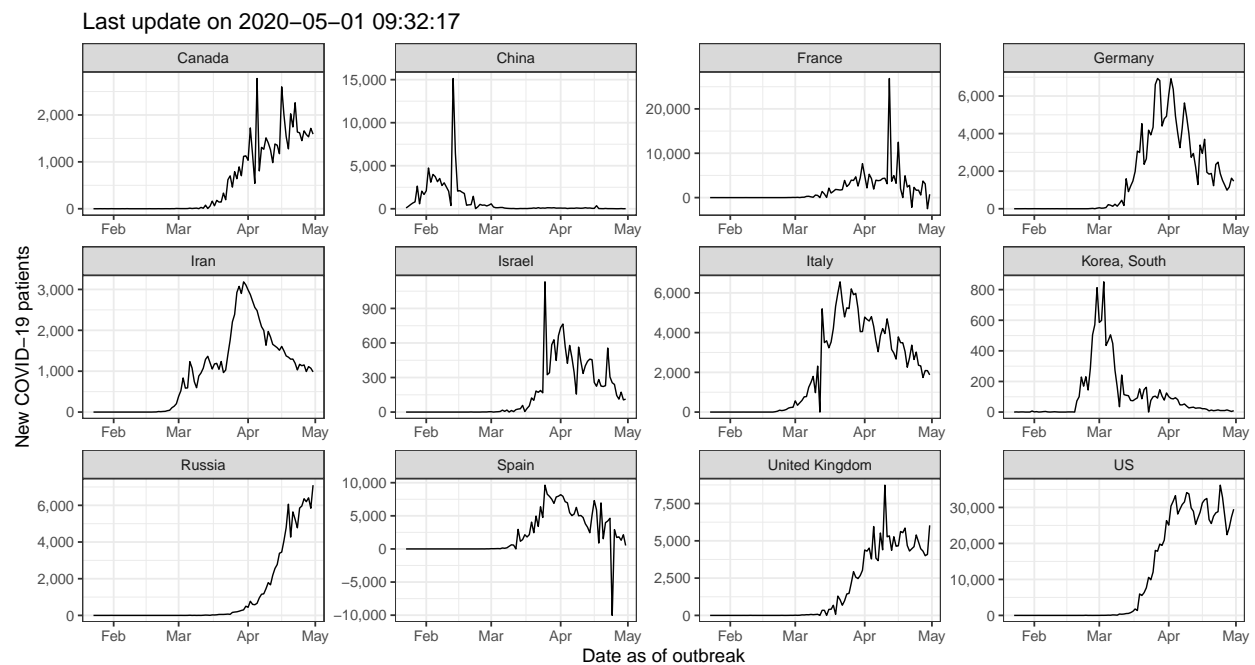 Last update on 2020−05−01 09:32:17
Canada
China
France
Germany
2,000
1,000
0
15,000
10,000
5,000
0
20,000
10,000
0
6,000
4,000
2,000
0
Feb Mar Apr May
Feb Mar Apr May
Feb Mar Apr May
Feb Mar Apr May
New COVID−19 patients
Iran
Israel
Italy
Korea, South
3,000
2,000
1,000
0
900
600
300
0
6,000
4,000
2,000
0
800
600
400
200
0
Feb Mar Apr May
Feb Mar Apr May
Feb Mar Apr May
Feb Mar Apr May
Russia
Spain
United Kingdom
US
6,000
4,000
2,000
0
10,000
5,000
0
−5,000
−10,000
7,500
5,000
2,500
0
30,000
20,000
10,000
0
Feb Mar Apr May
Feb Mar Apr May
Feb Mar Apr May
Feb Mar Apr May
Date as of outbreak